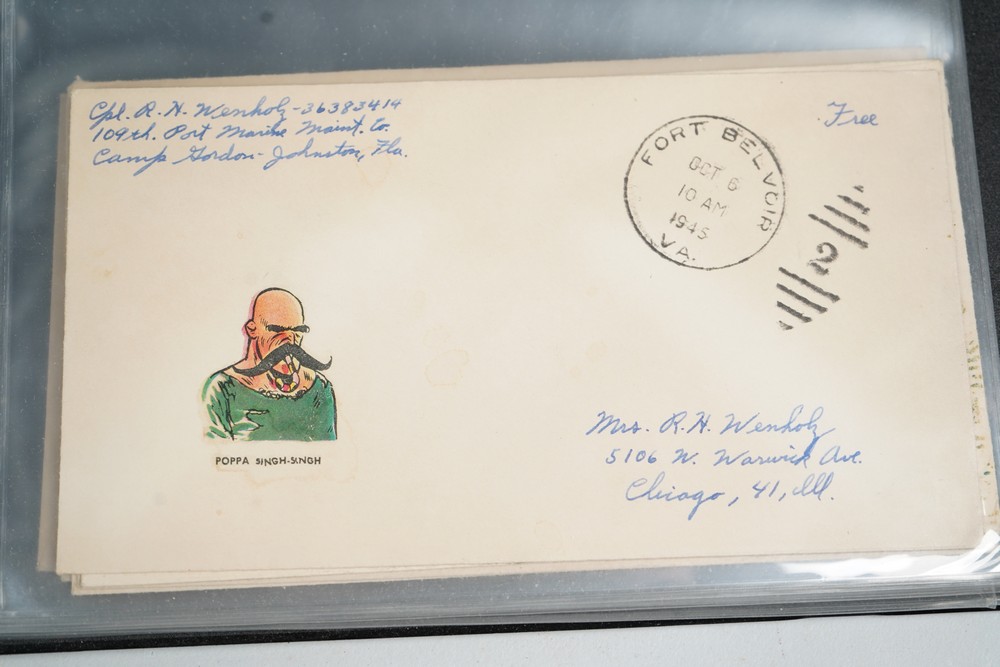 Cpl. R. H. Wenholz-36383414
109th. Port Marine Maint. Co.
Camp Gordon-Johnston, Fla.
Free
FORT BELVOIR
OCT 6
10 AM
1945
VA.
2
POPPA SINGH-SINGH
Mrs. R. H. Wenholz
5106 W. Warwick Ave.
Chicago, 41, Ill.